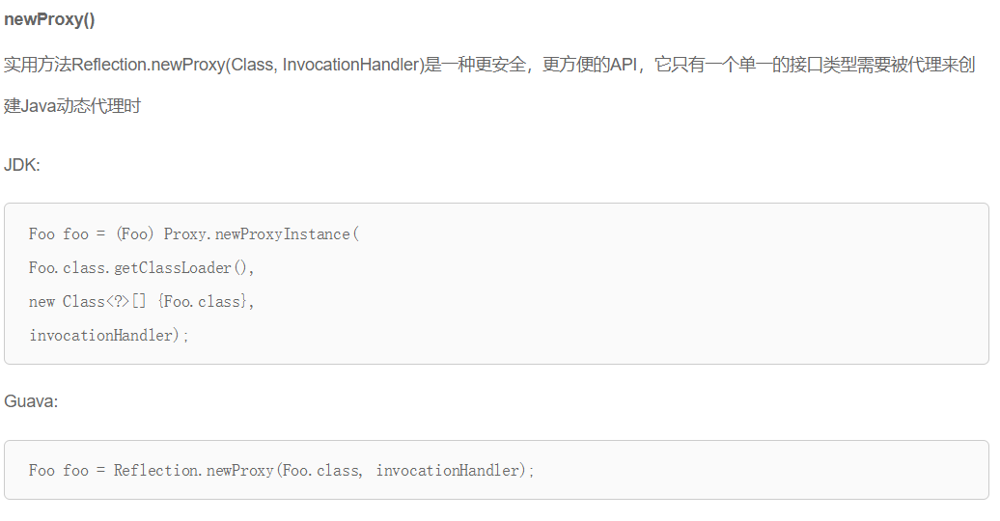 newProxy()
实用方法Reflection.newProxy(Class, InvocationHandler)是一种更安全，更方便的API，它只有一个单一的接口类型需要被代理来创
建Java动态代理时
JDK:
Foo foo = (Foo) Proxy.newProxyInstance(
Foo.class.getClassLoader(),
new Class<?>[] {Foo.class},
invocationHandler);
Guava:
Foo foo = Reflection.newProxy(Foo.class, invocationHandler);